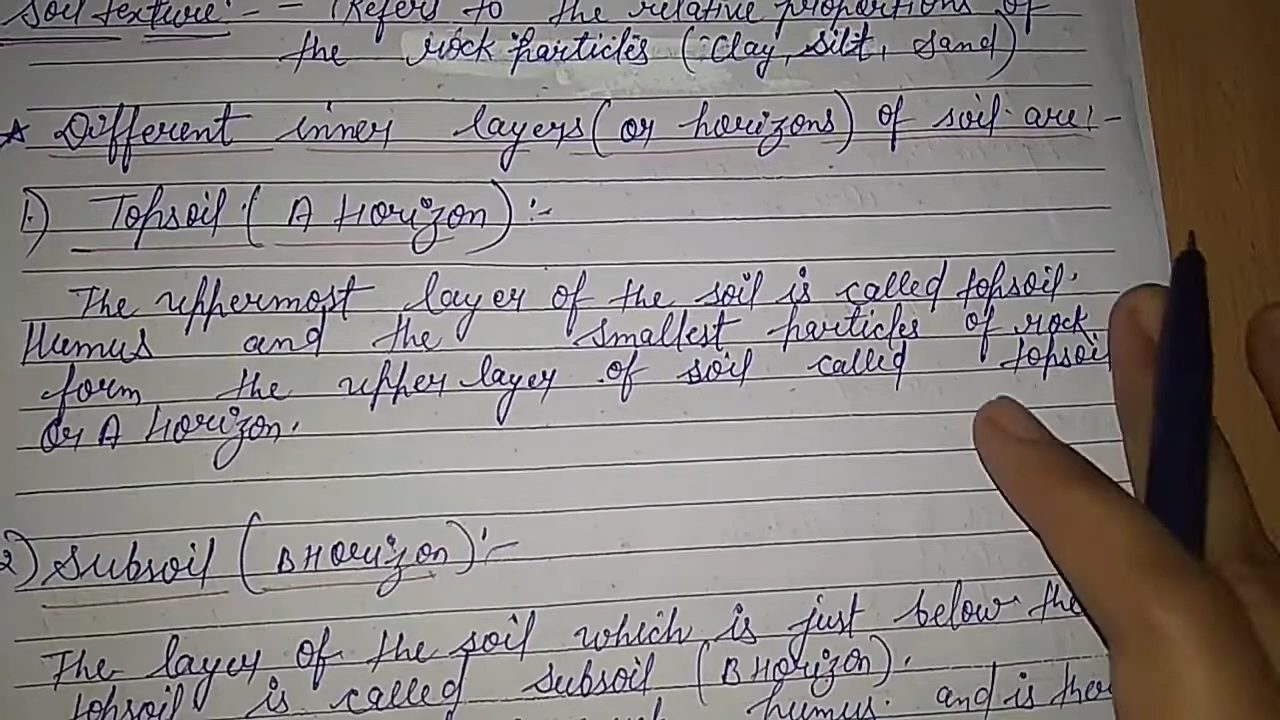 Soil texture:- - (Refers to the relative proportions of
the rock particles (Clay, silt, sand)
* Different inner layers (or horizons) of soil are:-
1.) Topsoil. (A Horizon):-
The uppermost layer of the soil is called topsoil.
Humus and the smallest particles of rock
form the upper layer of soil called topsoil
or A Horizon.
2) Subsoil (B Horizon):-
The layer of the soil which is just below the
topsoil is called subsoil (B Horizon).
humus. and is